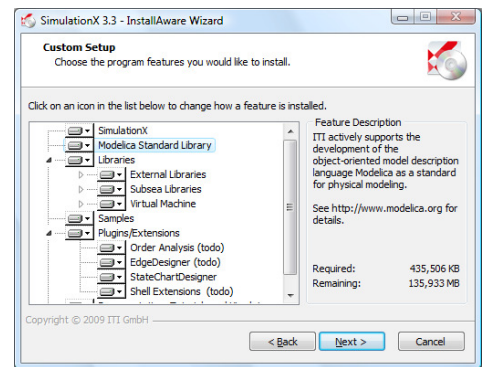 SimulationX 3.3 - InstallAware Wizard
Custom Setup
Choose the program features you would like to install.
Click on an icon in the list below to change how a feature is installed.
SimulationX
Modelica Standard Library
Libraries
External Libraries
Subsea Libraries
Virtual Machine
Samples
Plugins/Extensions
Order Analysis (todo)
EdgeDesigner (todo)
StateChartDesigner
Shell Extensions (todo)
Feature Description
ITI actively supports the
development of the
object-oriented model description
language Modelica as a standard
for physical modeling.
See http://www.modelica.org for
details.
Required: 435,506 KB
Remaining: 135,933 MB
Copyright © 2009 ITI GmbH
< Back
Next >
Cancel